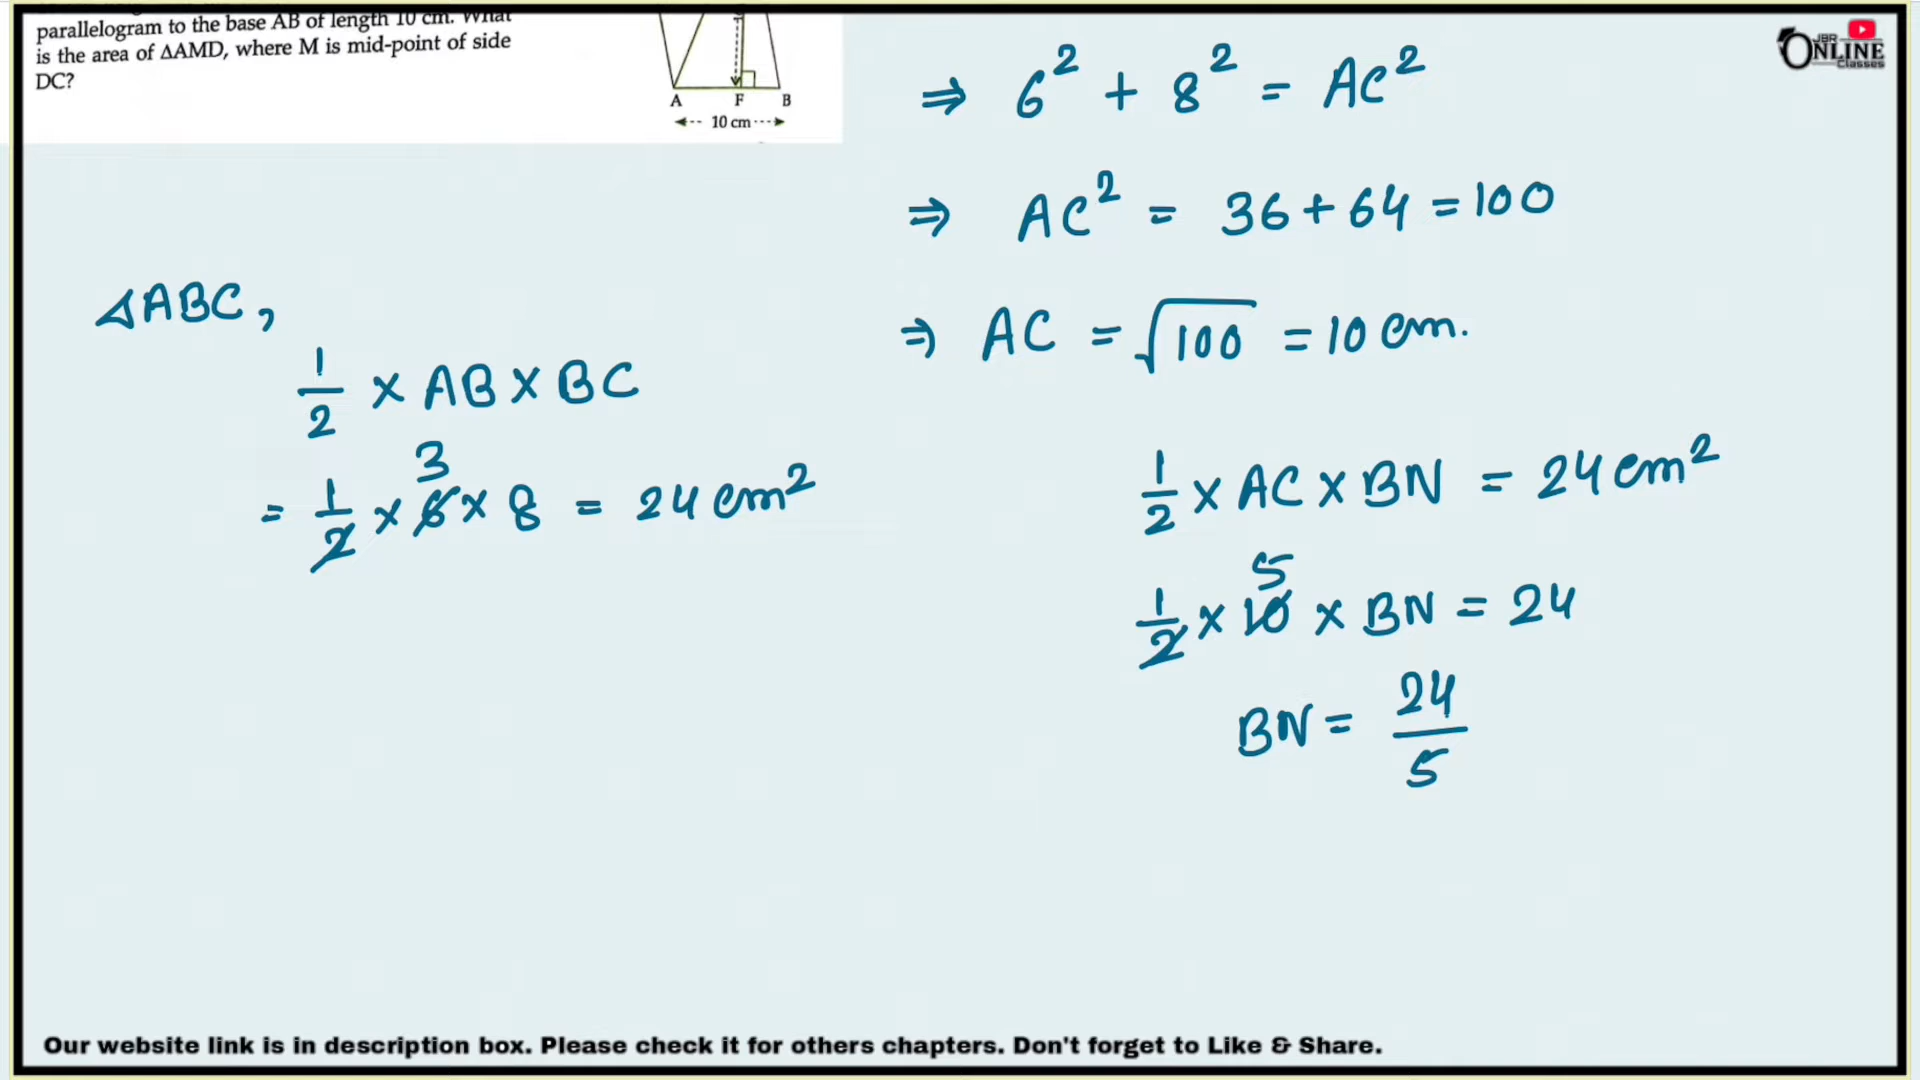 parallelogram to the base AB of length 10 cm. What
is the area of ΔAMD, where M is mid-point of side
DC?
A F B
10 cm
JBR
ONLINE
Classes
⇒ 6² + 8² = AC²
⇒ AC² = 36 + 64 = 100
⇒ AC = √100 = 10 cm.
ΔABC,
1/2 × AB × BC
3
= 1/2 × 6 × 8 = 24 cm²
1/2 × AC × BN = 24 cm²
5
1/2 × 10 × BN = 24
BN = 24/5
Our website link is in description box. Please check it for others chapters. Don't forget to Like & Share.